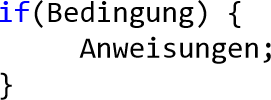 if(Bedingung) {
     Anweisungen;
}